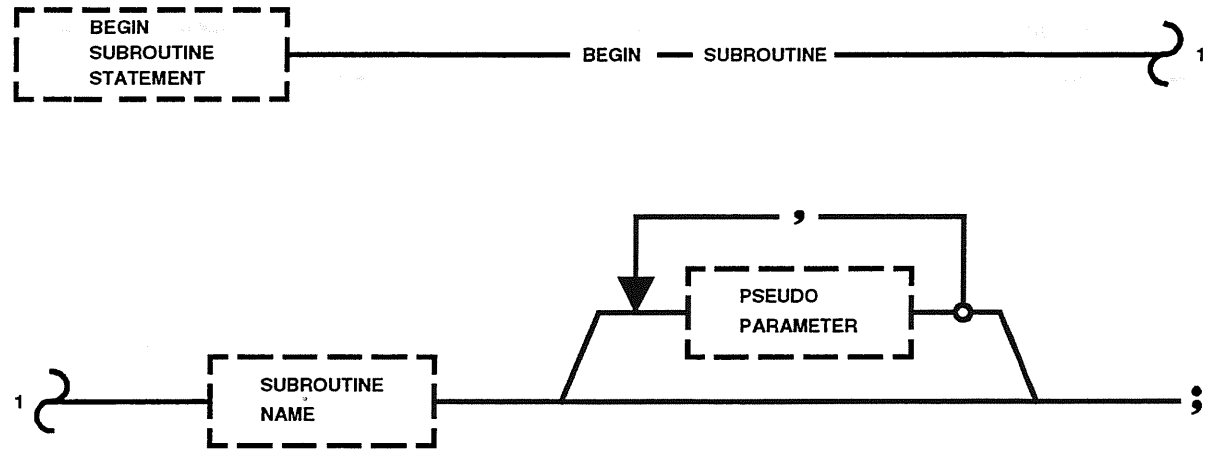 BEGIN
SUBROUTINE
STATEMENT
BEGIN SUBROUTINE
1
,
PSEUDO
PARAMETER
1
SUBROUTINE
NAME
;